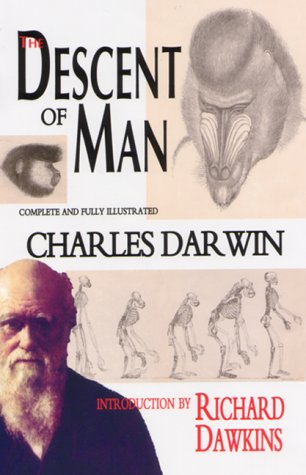 The
DESCENT
OF MAN
COMPLETE AND FULLY ILLUSTRATED
CHARLES DARWIN
INTRODUCTION BY RICHARD
DAWKINS